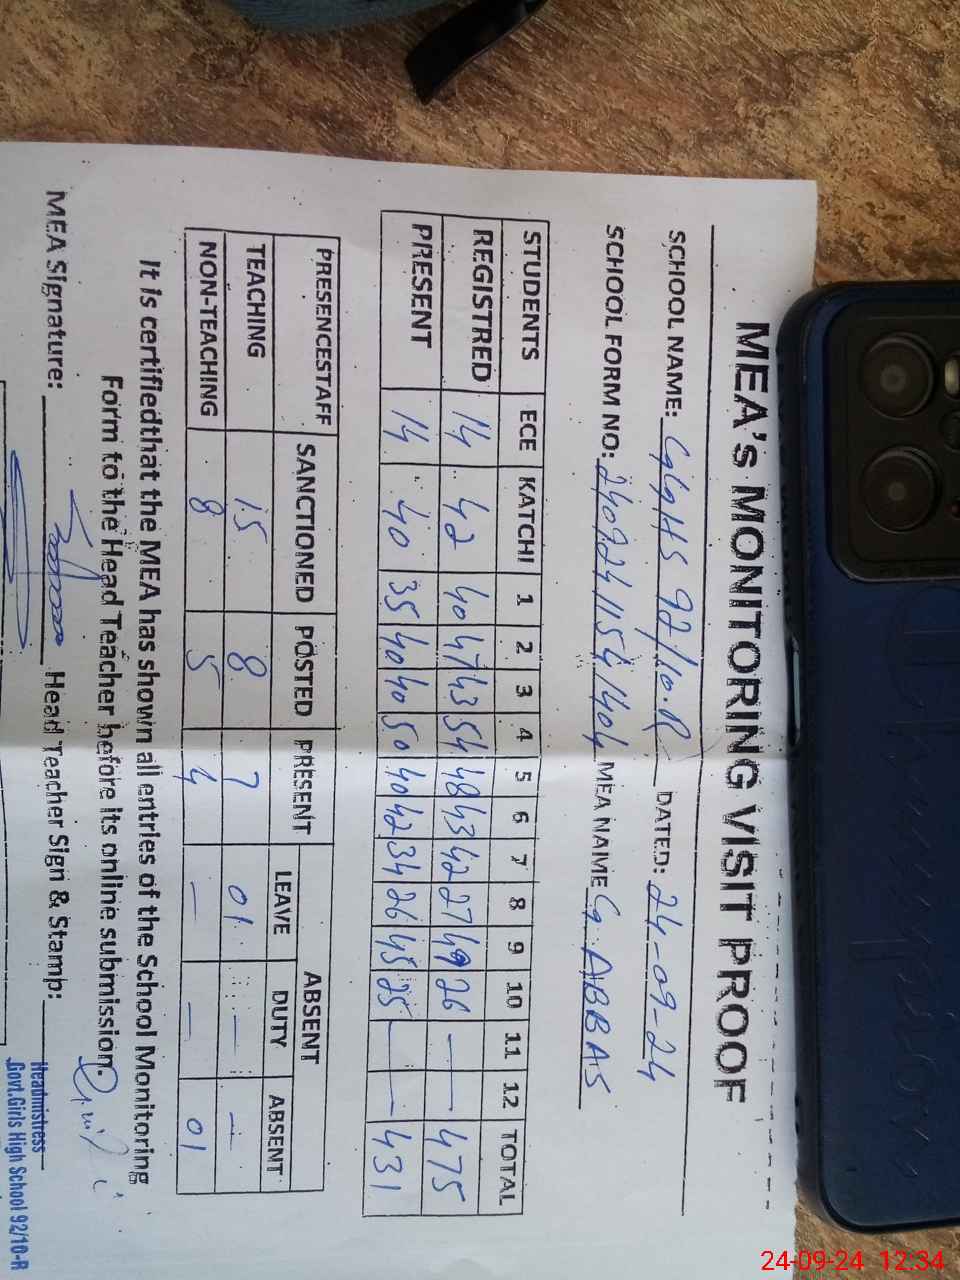 MEA's MONITORING VISIT PROOF
SCHOOL NAME: GGHS 92/10.R DATED: 24-09-24
SCHOOL FORM NO: 24092411541404 MEA NAME G. ABBAS
STUDENTS ECE KATCHI 1 2 3 4 5 6 7 8 9 10 11 12 TOTAL
REGISTRED 14 42 40 47 43 54 48 43 42 27 49 26 — — 475
PRESENT 14 40 35 40 40 50 40 42 34 26 45 25 — — 431
PRESENCESTAFF SANCTIONED POSTED PRESENT ABSENT
LEAVE DUTY ABSENT
TEACHING 15 8 7 01 — —
NON-TEACHING 8 5 4 — — 01
It is certifiedthat the MEA has shown all entries of the School Monitoring
Form to the Head Teacher before its online submission.
MEA Signature: Head Teacher Sign & Stamp:
Headmistress
Govt.Girls High School 92/10-R
24-09-24 12:34